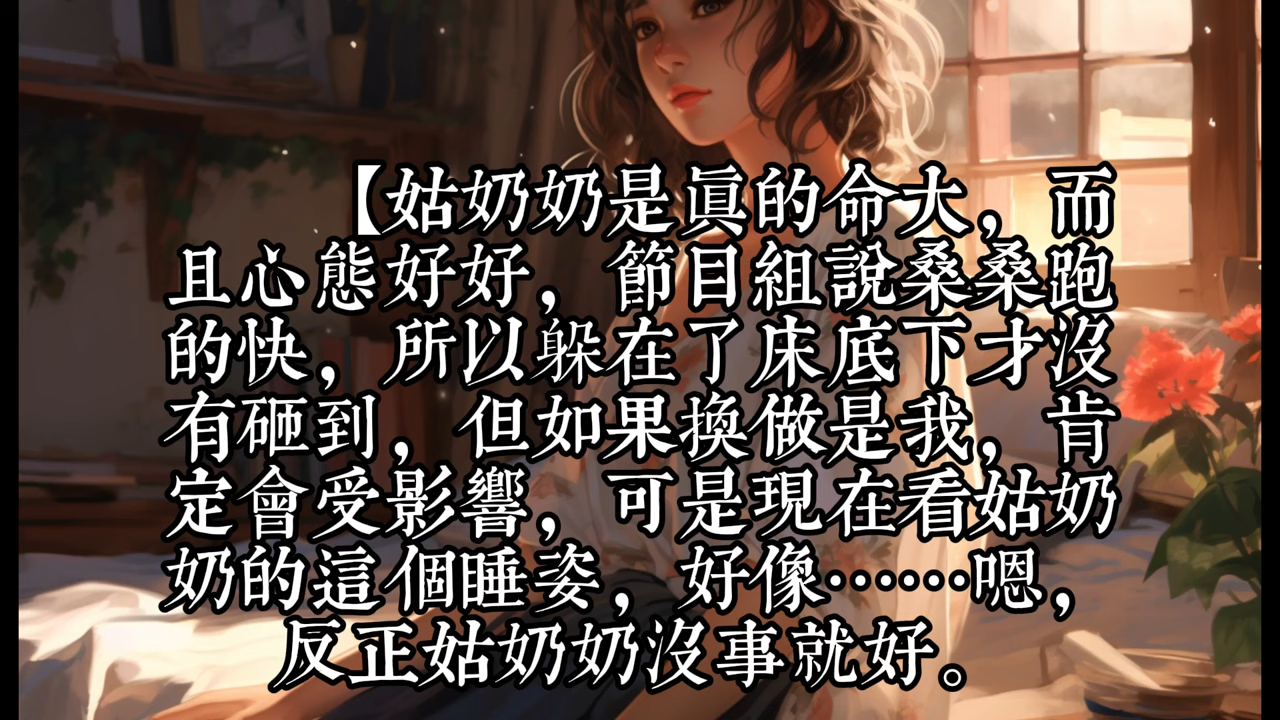 【姑奶奶是眞的命大，而
且心態好好，節目組說桑桑跑
的快，所以躲在了床底下才沒
有砸到，但如果換做是我，肯
定會受影響，可是現在看姑奶
奶的這個睡姿，好像……嗯，
反正姑奶奶沒事就好。